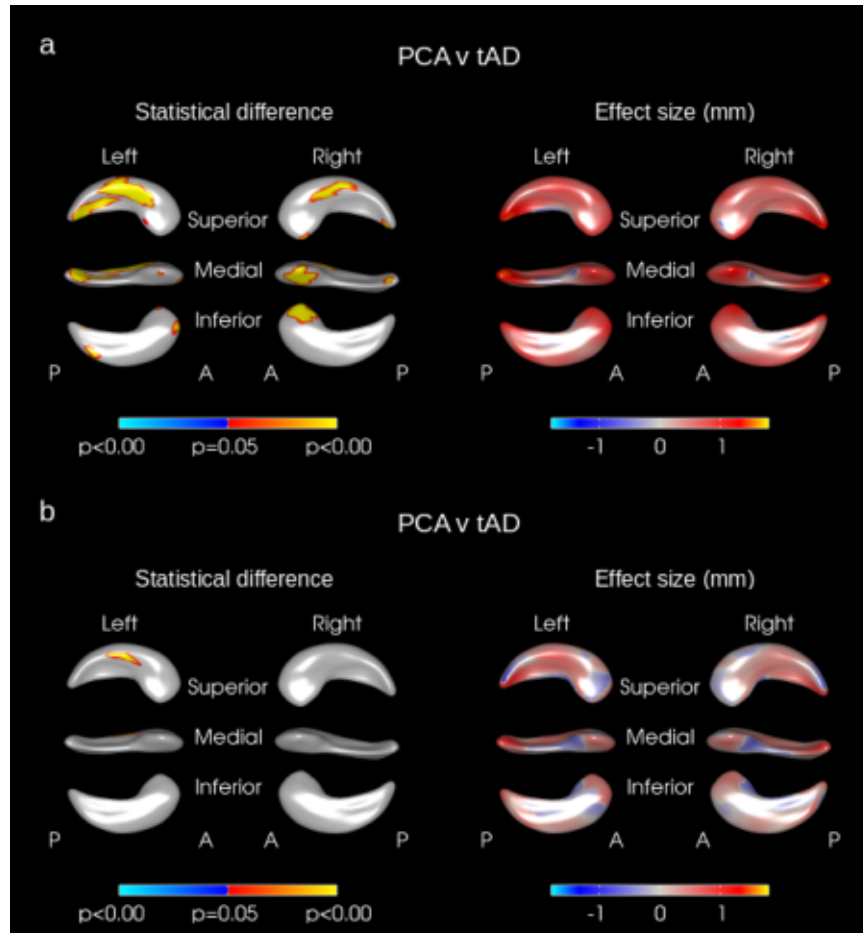 a
PCA v tAD
Statistical difference Effect size (mm)
Left Right Left Right
Superior Superior
Medial Medial
Inferior Inferior
P A A P P A A P
p<0.00 p=0.05 p<0.00 -1 0 1
b
PCA v tAD
Statistical difference Effect size (mm)
Left Right Left Right
Superior Superior
Medial Medial
Inferior Inferior
P A A P P A A P
p<0.00 p=0.05 p<0.00 -1 0 1